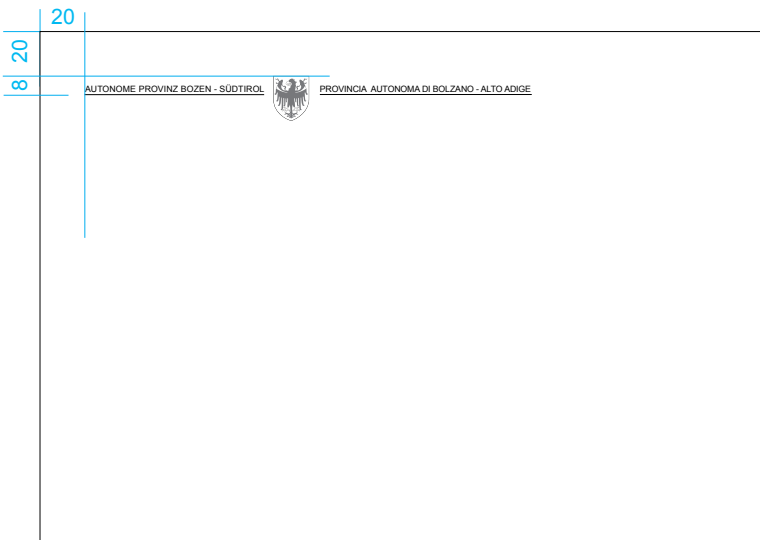 20
20
8
AUTONOME PROVINZ BOZEN - SÜDTIROL PROVINCIA AUTONOMA DI BOLZANO - ALTO ADIGE